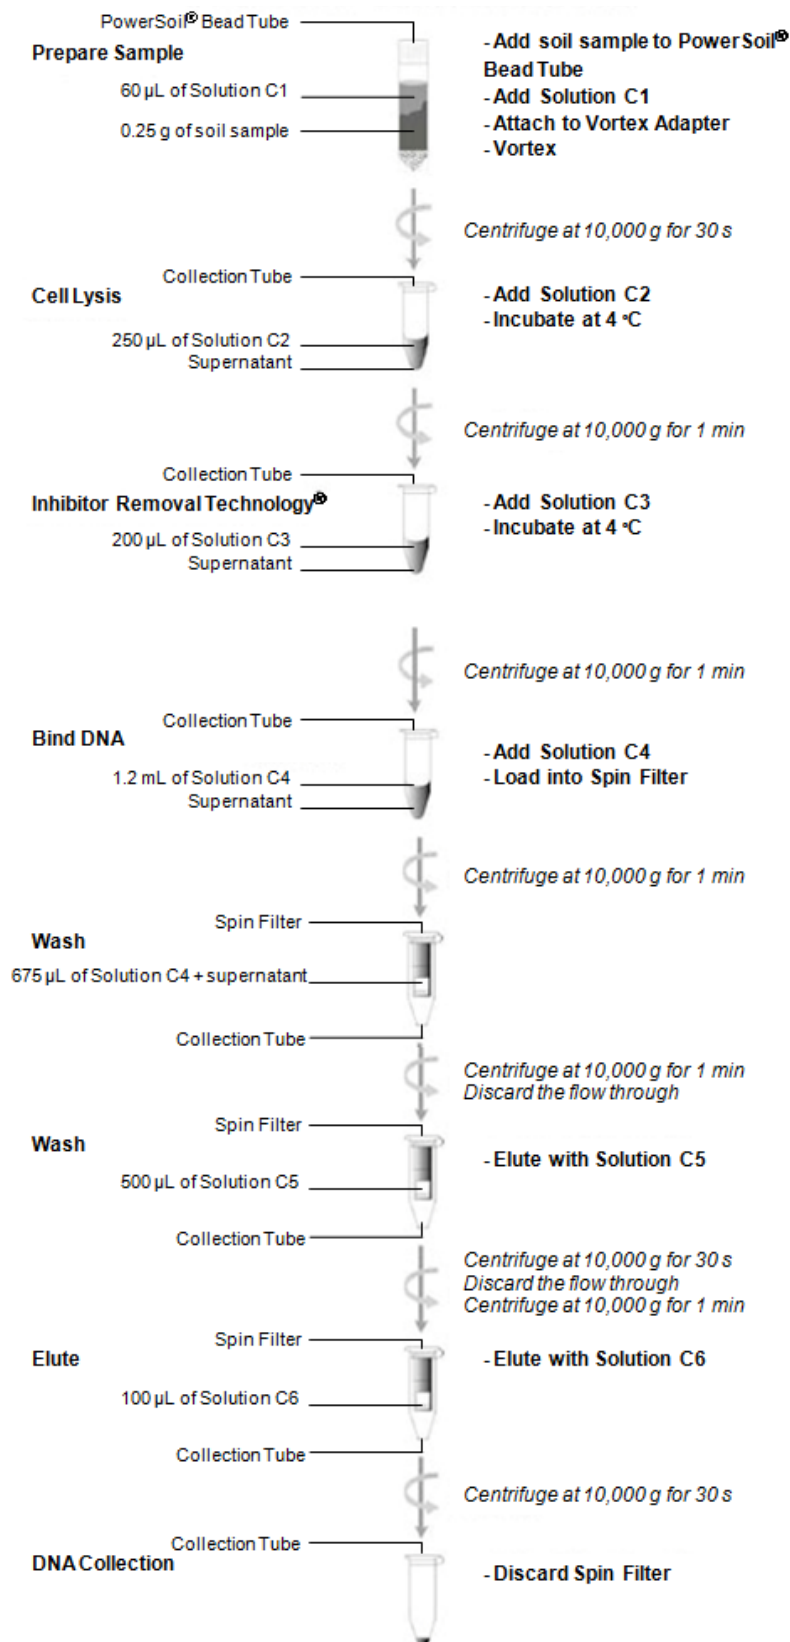 PowerSoil® Bead Tube
Prepare Sample
60 µL of Solution C1
0.25 g of soil sample
- Add soil sample to PowerSoil®
Bead Tube
- Add Solution C1
- Attach to Vortex Adapter
- Vortex
Centrifuge at 10,000 g for 30 s
Collection Tube
Cell Lysis
250 µL of Solution C2
Supernatant
- Add Solution C2
- Incubate at 4 °C
Centrifuge at 10,000 g for 1 min
Collection Tube
Inhibitor Removal Technology®
200 µL of Solution C3
Supernatant
- Add Solution C3
- Incubate at 4 °C
Centrifuge at 10,000 g for 1 min
Collection Tube
Bind DNA
1.2 mL of Solution C4
Supernatant
- Add Solution C4
- Load into Spin Filter
Centrifuge at 10,000 g for 1 min
Spin Filter
Wash
675 µL of Solution C4 + supernatant
Collection Tube
Centrifuge at 10,000 g for 1 min
Discard the flow through
Spin Filter
Wash
500 µL of Solution C5
Collection Tube
- Elute with Solution C5
Centrifuge at 10,000 g for 30 s
Discard the flow through
Centrifuge at 10,000 g for 1 min
Spin Filter
Elute
100 µL of Solution C6
Collection Tube
- Elute with Solution C6
Centrifuge at 10,000 g for 30 s
Collection Tube
DNA Collection
- Discard Spin Filter